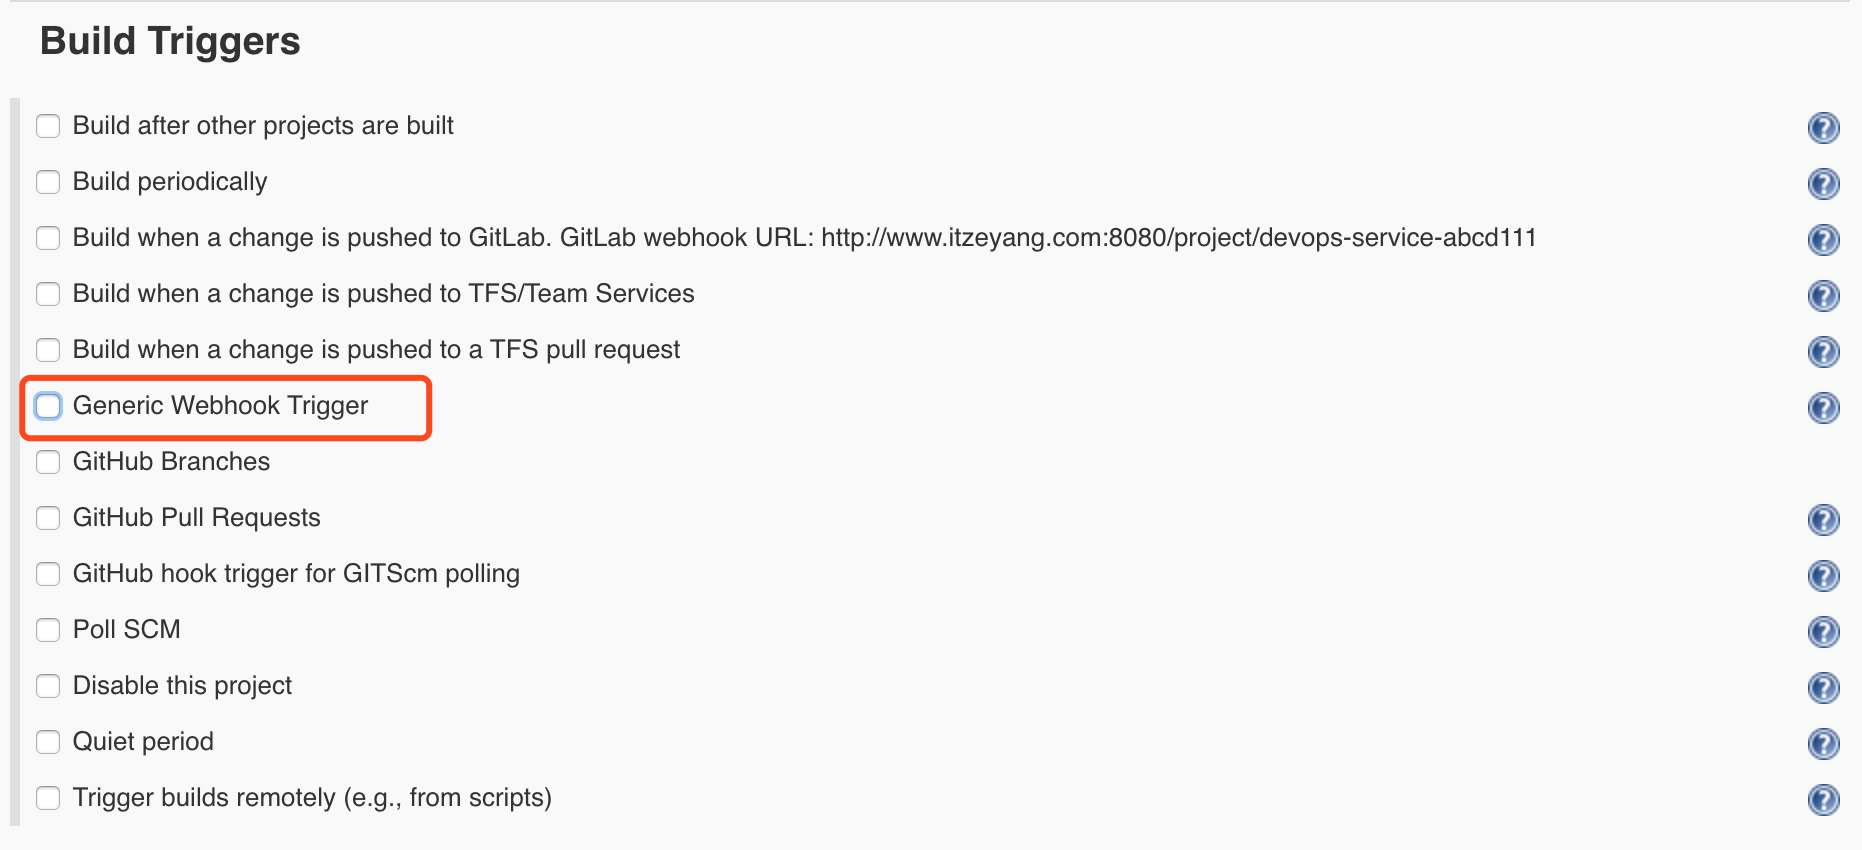 Build Triggers
Build after other projects are built
Build periodically
Build when a change is pushed to GitLab. GitLab webhook URL: http://www.itzeyang.com:8080/project/devops-service-abcd111
Build when a change is pushed to TFS/Team Services
Build when a change is pushed to a TFS pull request
Generic Webhook Trigger
GitHub Branches
GitHub Pull Requests
GitHub hook trigger for GITScm polling
Poll SCM
Disable this project
Quiet period
Trigger builds remotely (e.g., from scripts)